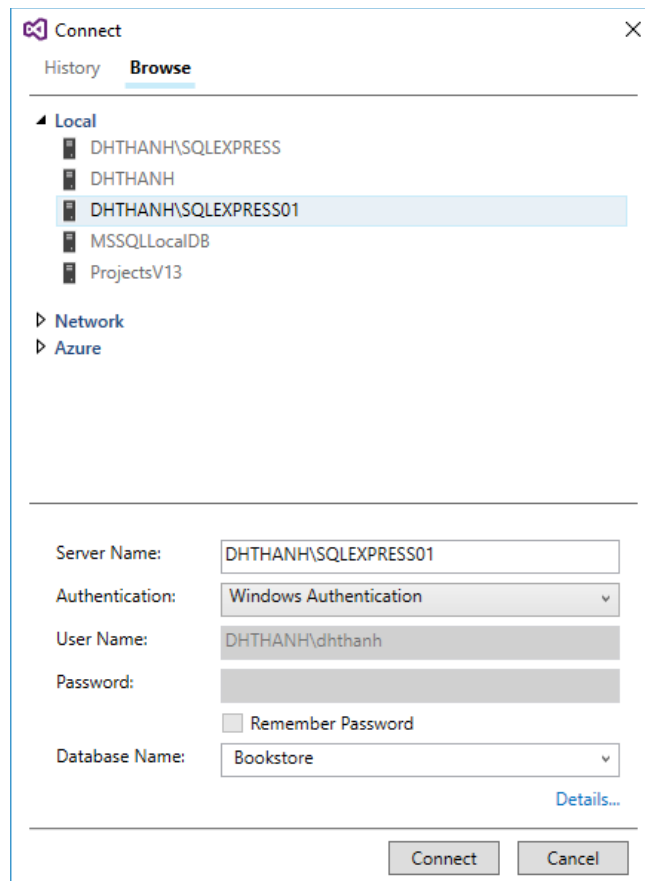 Connect
History Browse
Local
DHTHANH\SQLEXPRESS
DHTHANH
DHTHANH\SQLEXPRESS01
MSSQLLocalDB
ProjectsV13
Network
Azure
Server Name: DHTHANH\SQLEXPRESS01
Authentication: Windows Authentication
User Name: DHTHANH\dhthanh
Password:
Remember Password
Database Name: Bookstore
Details...
Connect Cancel